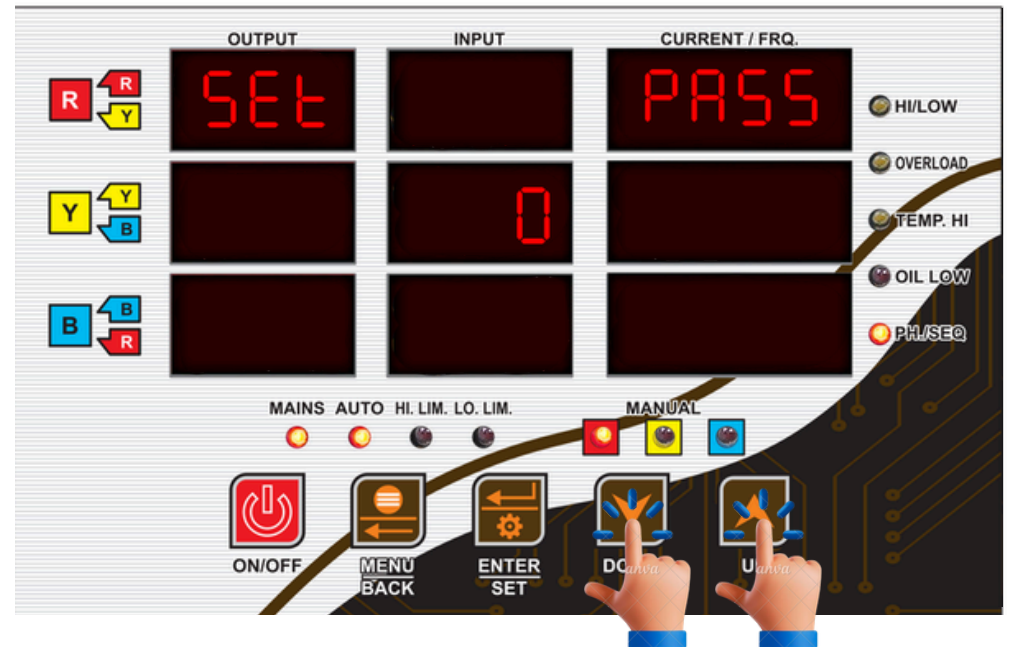 OUTPUT INPUT CURRENT / FRQ.
R R Y
SEt PASS
HI/LOW
OVERLOAD
Y Y B
0
TEMP. HI
OIL LOW
B B R
PH./SEQ
MAINS AUTO HI. LIM. LO. LIM. MANUAL
ON/OFF MENU ENTER
BACK SET